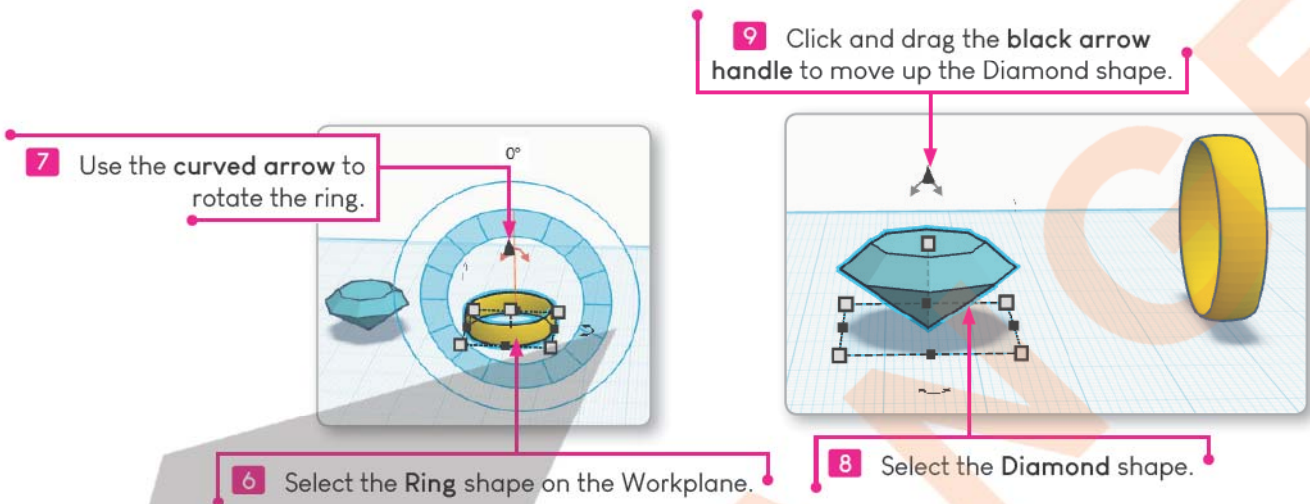 9 Click and drag the black arrow
handle to move up the Diamond shape.
7 Use the curved arrow to
rotate the ring.
0°
6 Select the Ring shape on the Workplane.
8 Select the Diamond shape.